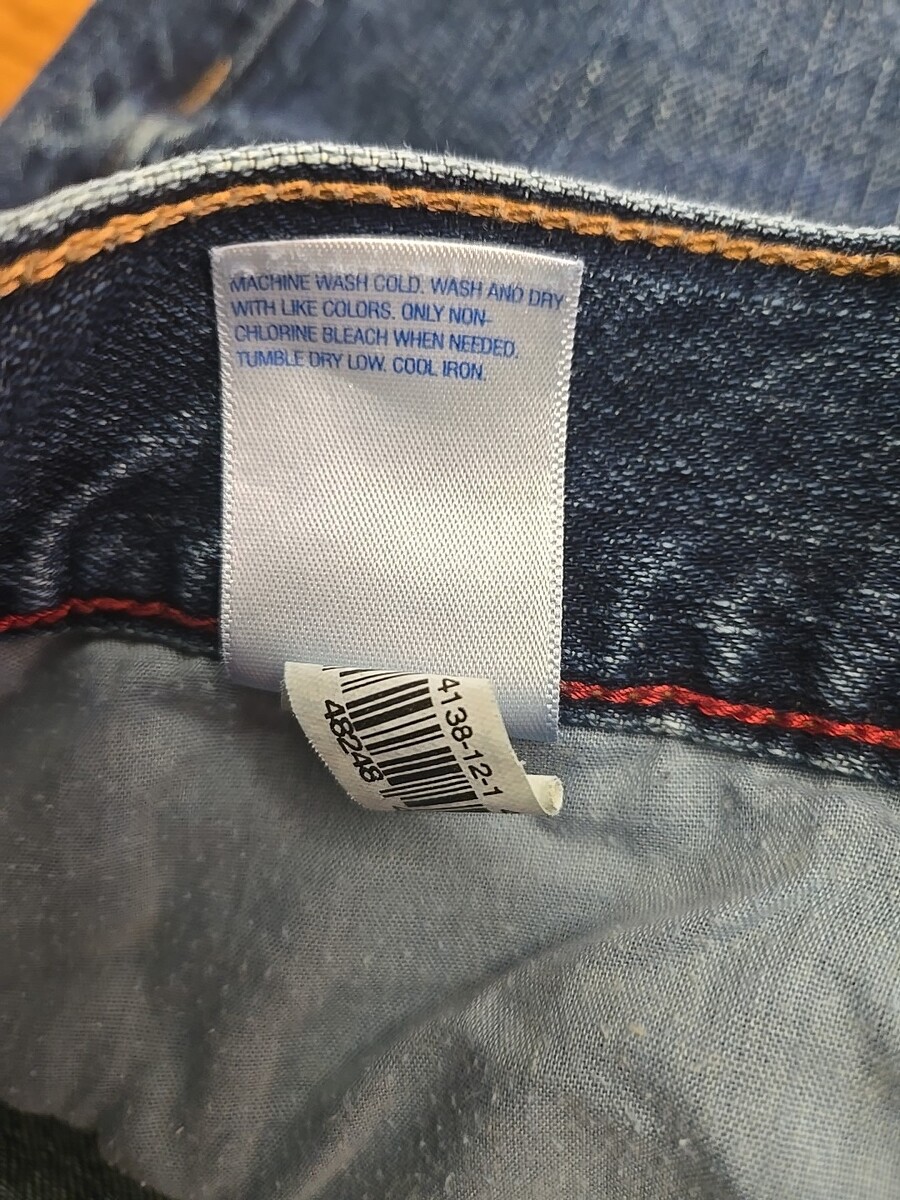 MACHINE WASH COLD. WASH AND DRY
WITH LIKE COLORS. ONLY NON-
CHLORINE BLEACH WHEN NEEDED.
TUMBLE DRY LOW. COOL IRON.
4138-12-1
48248